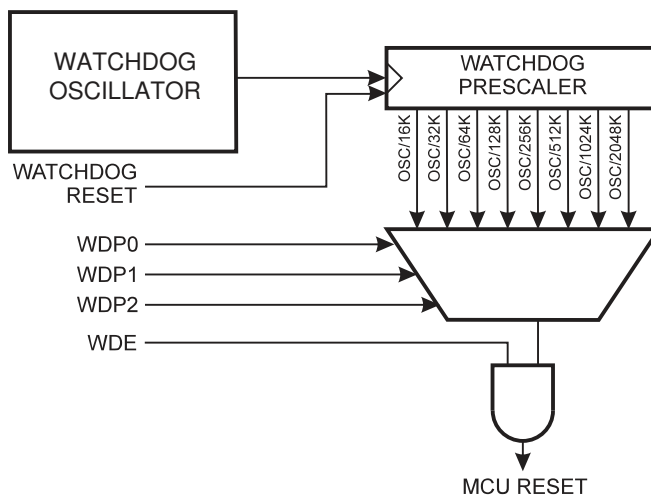 WATCHDOG
OSCILLATOR
WATCHDOG
PRESCALER
OSC/16K
OSC/32K
OSC/64K
OSC/128K
OSC/256K
OSC/512K
OSC/1024K
OSC/2048K
WATCHDOG
RESET
WDP0
WDP1
WDP2
WDE
MCU RESET